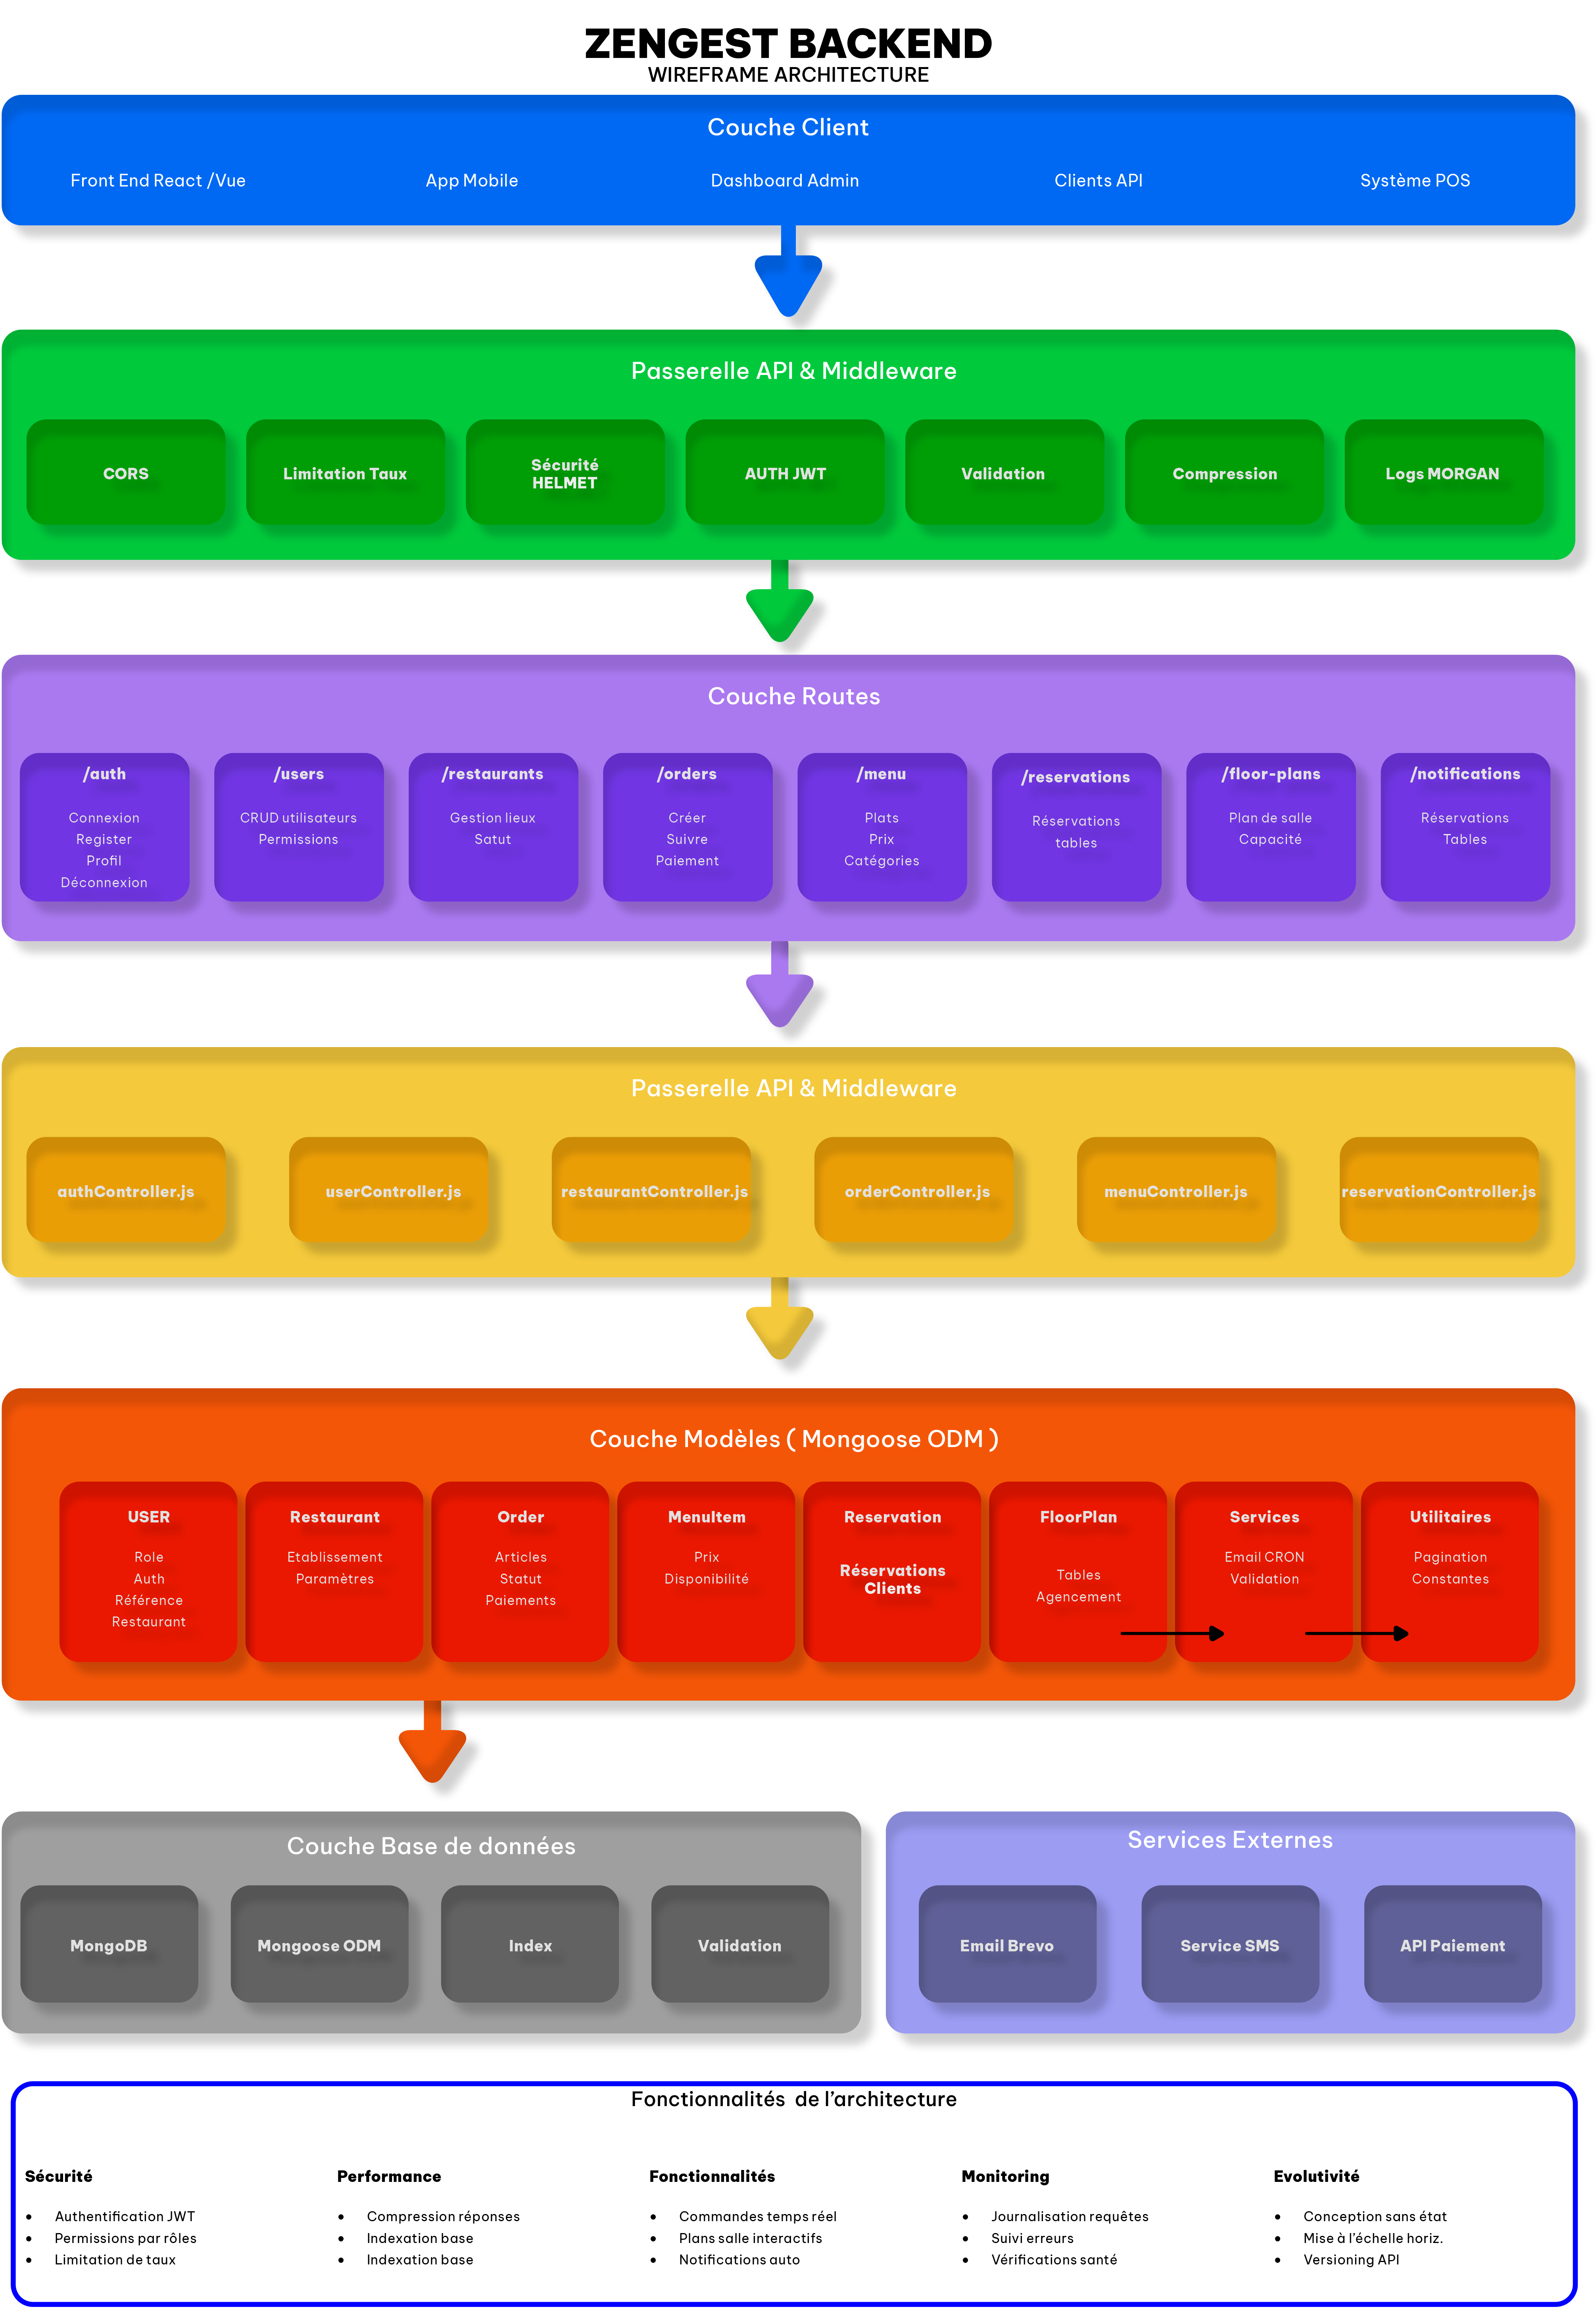 ZENGEST BACKEND
WIREFRAME ARCHITECTURE
Couche Client
Front End React /Vue
App Mobile
Dashboard Admin
Clients API
Système POS
Passerelle API & Middleware
CORS
Limitation Taux
Sécurité
HELMET
AUTH JWT
Validation
Compression
Logs MORGAN
Couche Routes
/auth
Connexion
Register
Profil
Déconnexion
/users
CRUD utilisateurs
Permissions
/restaurants
Gestion lieux
Satut
/orders
Créer
Suivre
Paiement
/menu
Plats
Prix
Catégories
/reservations
Réservations
tables
/floor-plans
Plan de salle
Capacité
/notifications
Réservations
Tables
Passerelle API & Middleware
authController.js
userController.js
restaurantController.js
orderController.js
menuController.js
reservationController.js
Couche Modèles ( Mongoose ODM )
USER
Role
Auth
Référence
Restaurant
Restaurant
Etablissement
Paramètres
Order
Articles
Statut
Paiements
MenuItem
Prix
Disponibilité
Reservation
Réservations
Clients
FloorPlan
Tables
Agencement
Services
Email CRON
Validation
Utilitaires
Pagination
Constantes
Couche Base de données
MongoDB
Mongoose ODM
Index
Validation
Services Externes
Email Brevo
Service SMS
API Paiement
Fonctionnalités  de l’architecture
Sécurité
• Authentification JWT
• Permissions par rôles
• Limitation de taux
Performance
• Compression réponses
• Indexation base
• Indexation base
Fonctionnalités
• Commandes temps réel
• Plans salle interactifs
• Notifications auto
Monitoring
• Journalisation requêtes
• Suivi erreurs
• Vérifications santé
Evolutivité
• Conception sans état
• Mise à l’échelle horiz.
• Versioning API